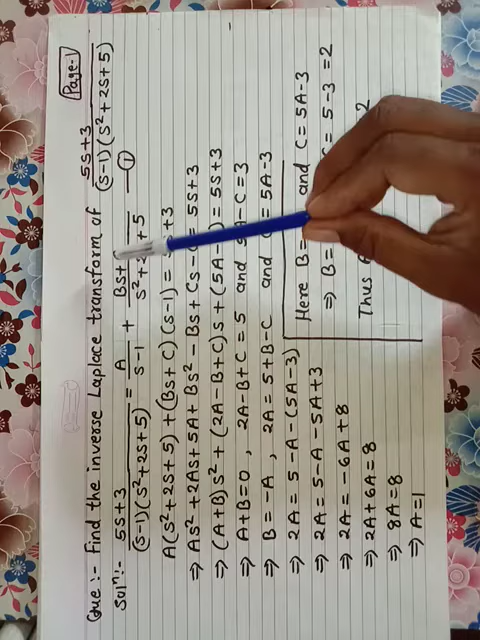 Page-1
Que :- Find the inverse Laplace transform of (5s+3)/((s-1)(s²+2s+5))
Solⁿ:- (5s+3)/((s-1)(s²+2s+5)) = A/(s-1) + (Bs+ )/(s²+2 +5) —①
A(s²+2s+5)+(Bs+C)(s-1)= +3
⇒ As²+2As+5A+Bs²-Bs+Cs- = 5s+3
⇒ (A+B)s²+(2A-B+C)s+(5A- )=5s+3
⇒ A+B=0, 2A-B+C=5 and -C=3
⇒ B=-A, 2A=5+B-C and =5A-3
⇒ 2A=5-A-(5A-3)
⇒ 2A=5-A-5A+3
⇒ 2A=-6A+8
⇒ 2A+6A=8
⇒ 8A=8
⇒ A=1
Here B= and C=5A-3
⇒ B= =5-3=2
Thus 2